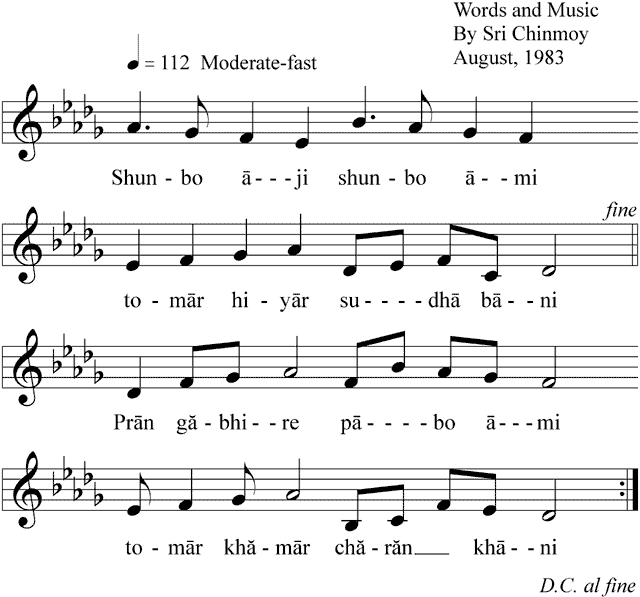 Words and Music
By Sri Chinmoy
August, 1983
= 112 Moderate-fast
Shun - bo ā - - - ji shun - bo ā - - mi
fine
to - mār hi - yār su - - - - dhā bā - ni
Prān gă - bhi - - re pā - - - - bo ā - - - mi
to - mār khă - mār chă - răn___ khā - ni
D.C. al fine